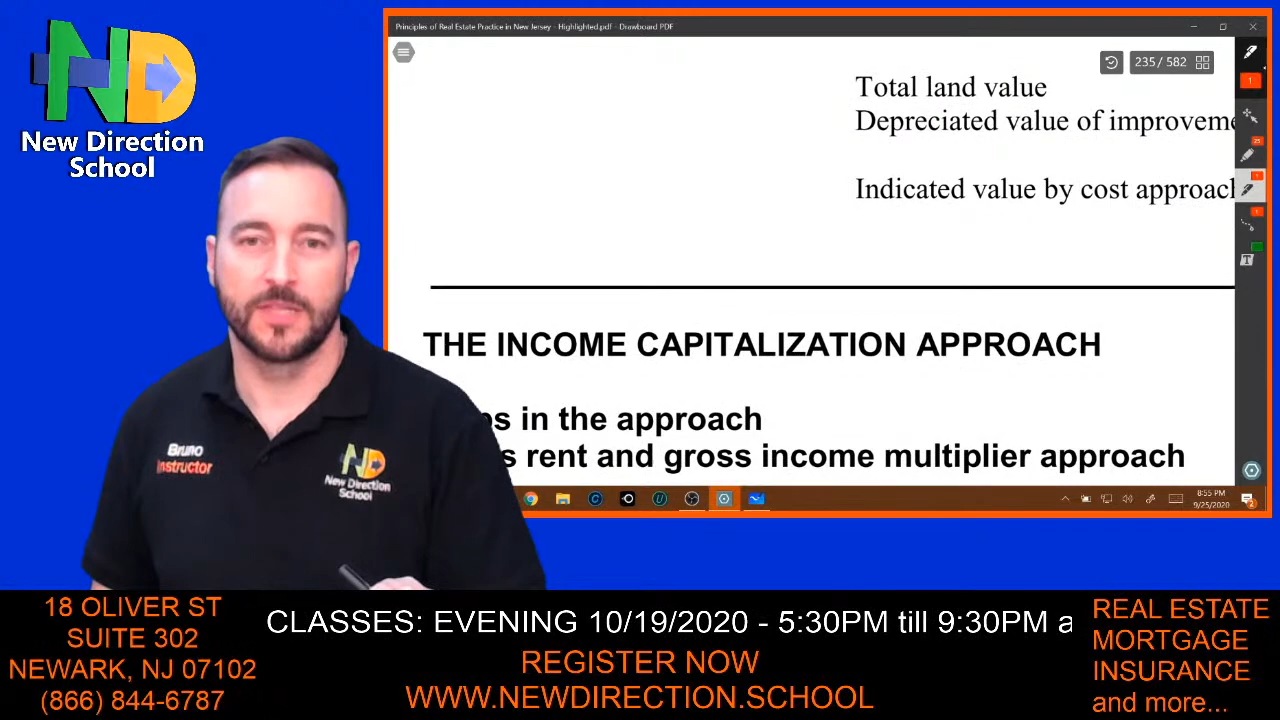 ND
New Direction
School
Principles of Real Estate Practice in New Jersey - Highlighted.pdf - Drawboard PDF
235 / 582
Total land value
Depreciated value of improveme
Indicated value by cost approach
THE INCOME CAPITALIZATION APPROACH
ps in the approach
s rent and gross income multiplier approach
8:55 PM
9/25/2020
Bruno
Instructor
ND
New Direction
School
18 OLIVER ST
SUITE 302
NEWARK, NJ 07102
(866) 844-6787
CLASSES: EVENING 10/19/2020 - 5:30PM till 9:30PM a
REGISTER NOW
WWW.NEWDIRECTION.SCHOOL
REAL ESTATE
MORTGAGE
INSURANCE
and more...